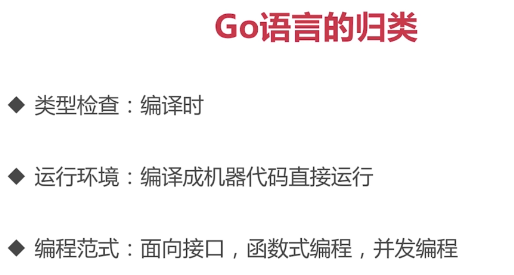 Go语言的归类
◆ 类型检查：编译时
◆ 运行环境：编译成机器代码直接运行
◆ 编程范式：面向接口，函数式编程，并发编程